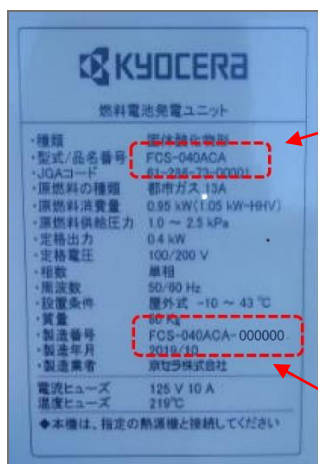 KYOCERA
燃料電池発電ユニット
・種類 固体酸化物形
・型式/品名番号 FCS-040ACA
・JGAコード 61-288-73-00001
・原燃料の種類 都市ガス 13A
・原燃料消費量 0.95 kW(1.05 kW-HHV)
・原燃料供給圧力 1.0 ～ 2.5 kPa
・定格出力 0.4 kW
・定格電圧 100/200 V
・相数 単相
・周波数 50/60 Hz
・設置条件 屋外式 -10 ～ 43 ℃
・質量 80 Kg
・製造番号 FCS-040ACA-000000
・製造年月 2019/10
・製造業者 京セラ株式会社
電流ヒューズ 125 V 10 A
温度ヒューズ 219℃
◆本機は、指定の熱源機と接続してください